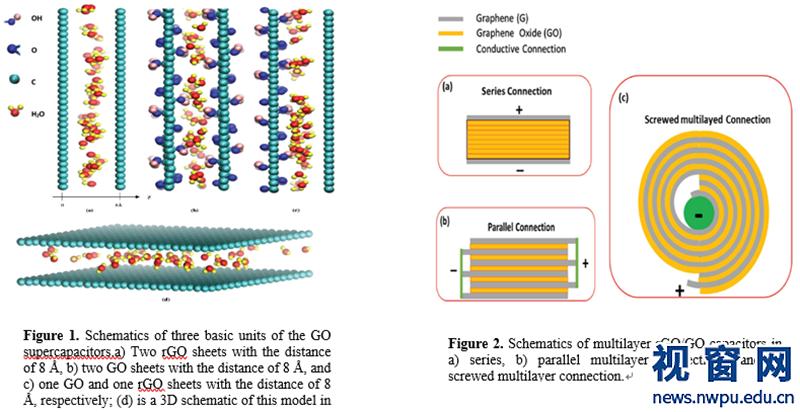 OH
O
C
H₂O
0
8Å
z
(a)
(b)
(c)
(d)
Figure 1. Schematics of three basic units of the GO
supercapacitors.a) Two rGO sheets with the distance
of 8 Å, b) two GO sheets with the distance of 8 Å, and
c) one GO and one rGO sheets with the distance of 8
Å, respectively; (d) is a 3D schematic of this model in
Graphene (G)
Graphene Oxide (GO)
Conductive Connection
(a)
Series Connection
+
−
(b)
Parallel Connection
−
+
(c)
Screwed multilayed Connection
-
+
Figure 2. Schematics of multilayer rGO/GO capacitors in
a) series, b) parallel multilayer
screwed multilayer connection.
视窗网
news.nwpu.edu.cn